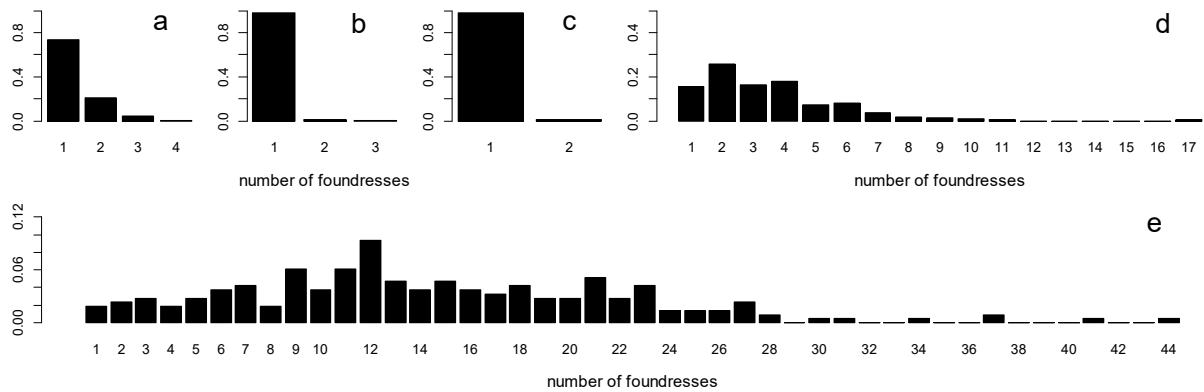 a
0.0 0.4 0.8
1 2 3 4
b
0.0 0.4 0.8
1 2 3
c
0.0 0.4 0.8
1 2
d
0.0 0.2 0.4
1 2 3 4 5 6 7 8 9 10 11 12 13 14 15 16 17
number of foundresses
number of foundresses
e
0.00 0.06 0.12
1 2 3 4 5 6 7 8 9 10 12 14 16 18 20 22 24 26 28 30 32 34 36 38 40 42 44
number of foundresses